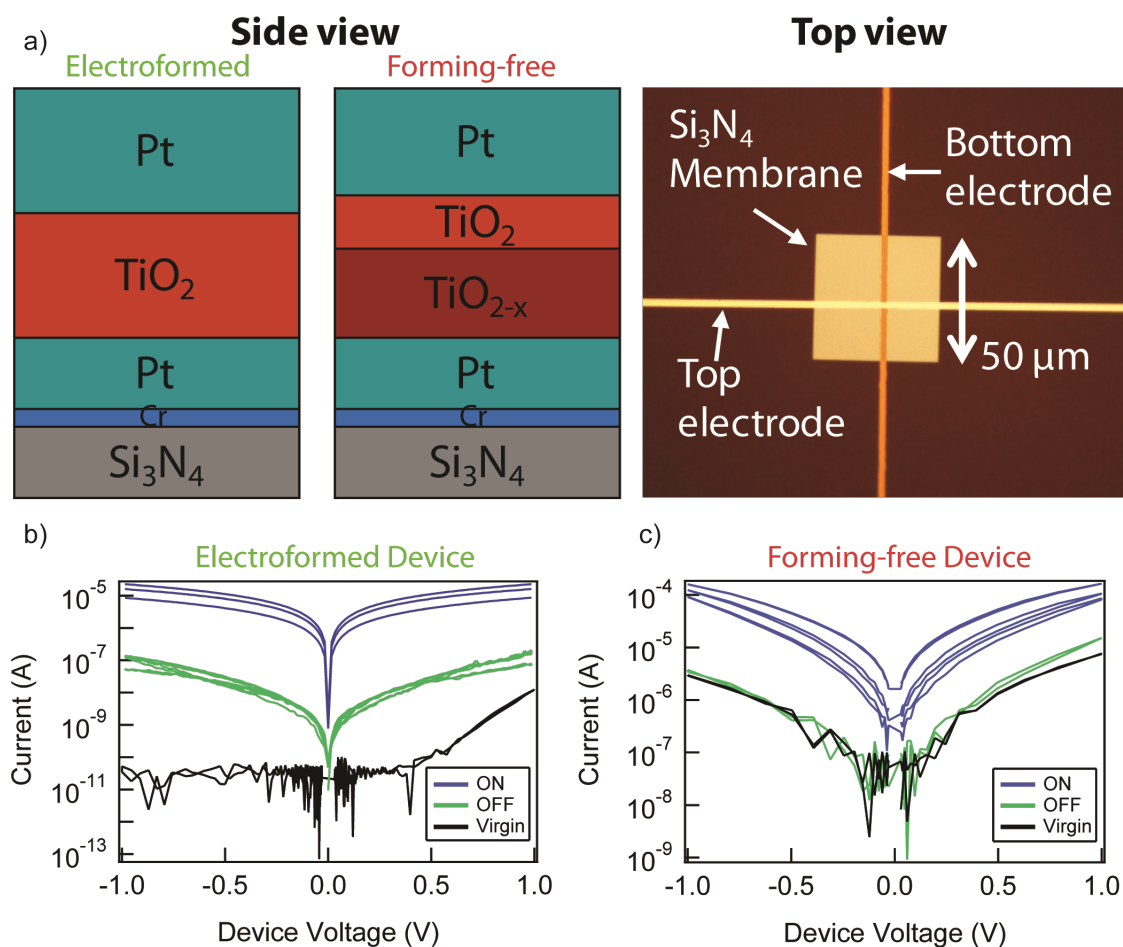 a)
Side view
Top view
Electroformed
Forming-free
Pt
TiO₂
Pt
Cr
Si₃N₄
Pt
TiO₂
TiO₂₋ₓ
Pt
Cr
Si₃N₄
Si₃N₄
Membrane
Bottom
electrode
Top
electrode
50 µm
b)
Electroformed Device
10⁻⁵
10⁻⁷
10⁻⁹
10⁻¹¹
10⁻¹³
Current (A)
ON
OFF
Virgin
-1.0
-0.5
0.0
0.5
1.0
Device Voltage (V)
c)
Forming-free Device
10⁻⁴
10⁻⁵
10⁻⁶
10⁻⁷
10⁻⁸
10⁻⁹
Current (A)
ON
OFF
Virgin
-1.0
-0.5
0.0
0.5
1.0
Device Voltage (V)